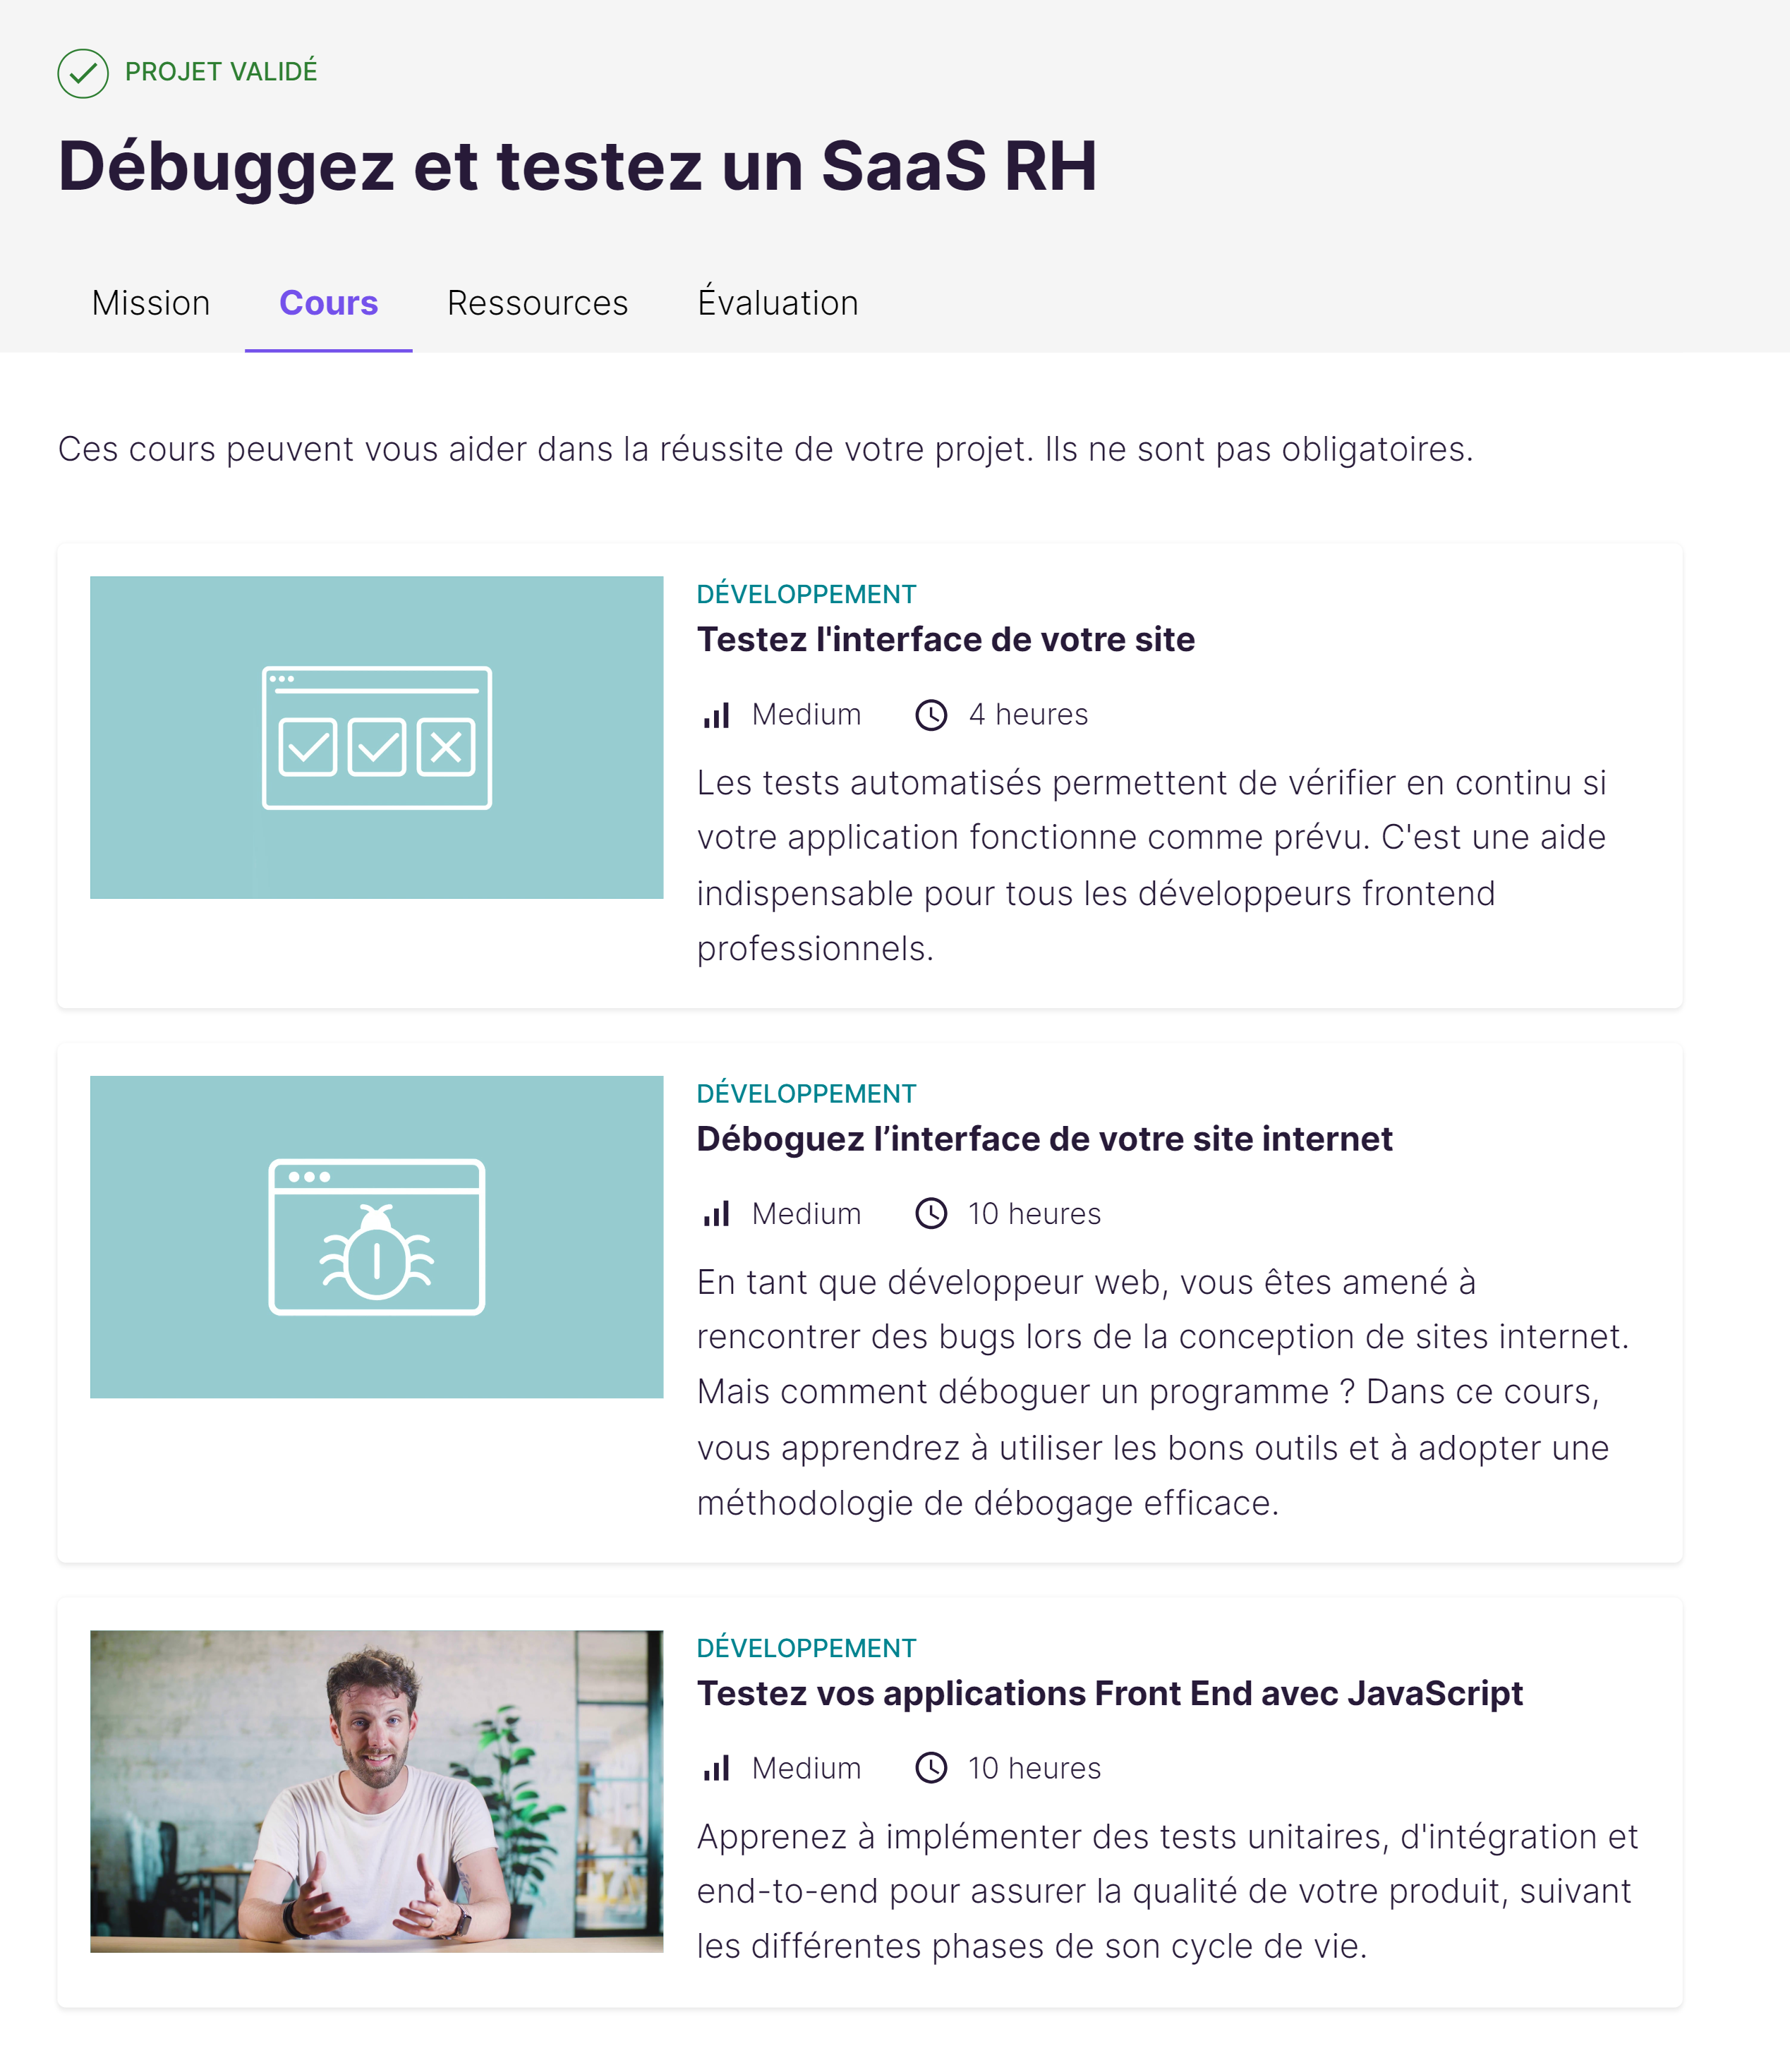 PROJET VALIDÉ
Débuggez et testez un SaaS RH
Mission Cours Ressources Évaluation
Ces cours peuvent vous aider dans la réussite de votre projet. Ils ne sont pas obligatoires.
DÉVELOPPEMENT
Testez l'interface de votre site
Medium 4 heures
Les tests automatisés permettent de vérifier en continu si
votre application fonctionne comme prévu. C'est une aide
indispensable pour tous les développeurs frontend
professionnels.
DÉVELOPPEMENT
Déboguez l’interface de votre site internet
Medium 10 heures
En tant que développeur web, vous êtes amené à
rencontrer des bugs lors de la conception de sites internet.
Mais comment déboguer un programme ? Dans ce cours,
vous apprendrez à utiliser les bons outils et à adopter une
méthodologie de débogage efficace.
DÉVELOPPEMENT
Testez vos applications Front End avec JavaScript
Medium 10 heures
Apprenez à implémenter des tests unitaires, d'intégration et
end-to-end pour assurer la qualité de votre produit, suivant
les différentes phases de son cycle de vie.